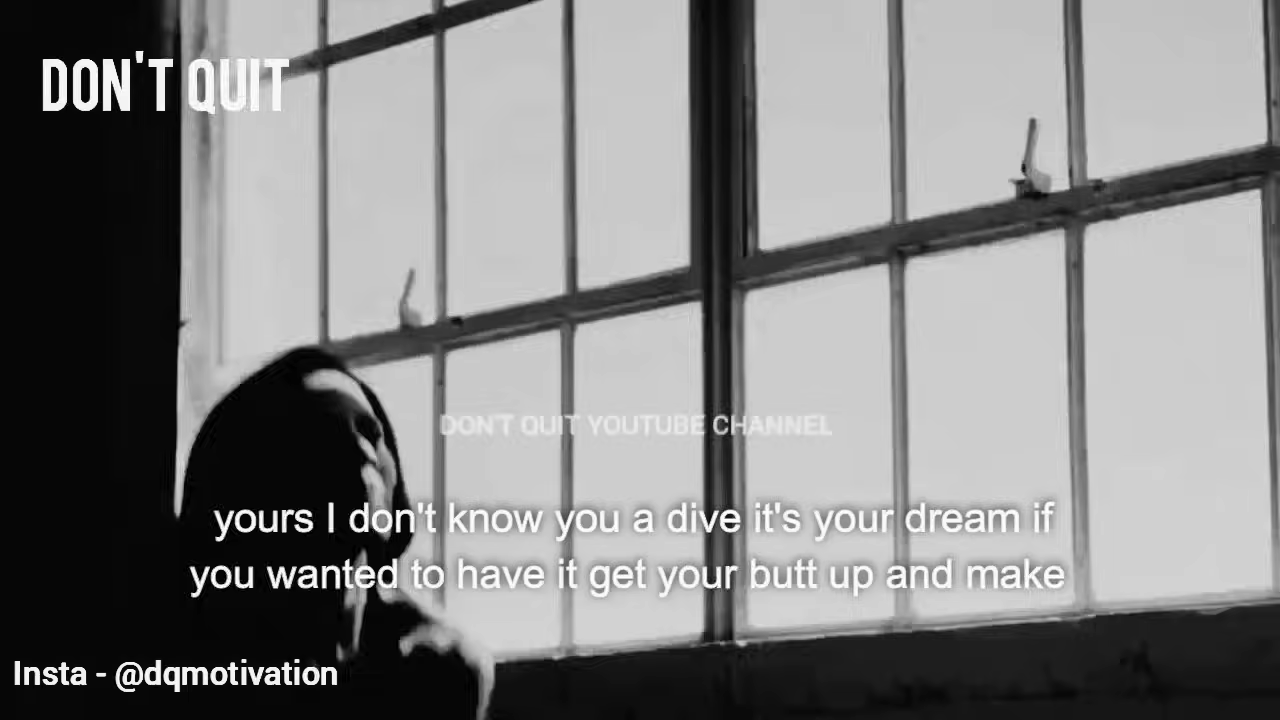 DON'T QUIT
DON'T QUIT YOUTUBE CHANNEL
yours I don't know you a dive it's your dream if
you wanted to have it get your butt up and make
Insta - @dqmotivation